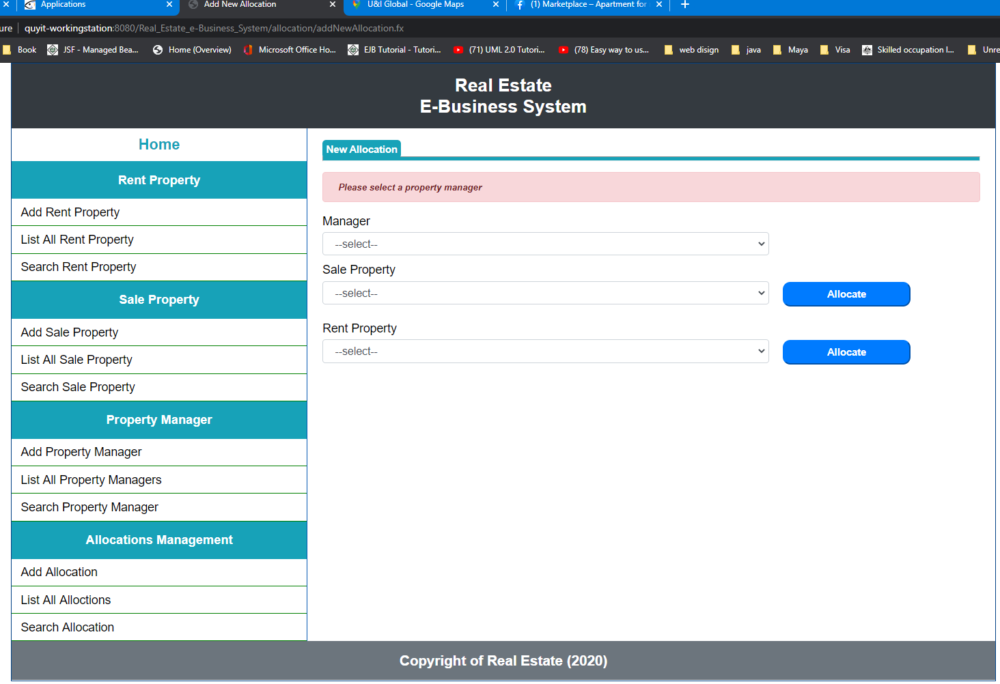 Applications
Add New Allocation
U&I Global - Google Maps
(1) Marketplace – Apartment for
ure
quyit-workingstation:8080/Real_Estate_e-Business_System/allocation/addNewAllocation.fx
Book
JSF - Managed Bea...
Home (Overview)
Microsoft Office Ho...
EJB Tutorial - Tutori...
(71) UML 2.0 Tutori...
(78) Easy way to us...
web disign
java
Maya
Visa
Skilled occupation l...
Unre
Real Estate
E-Business System
Home
Rent Property
Add Rent Property
List All Rent Property
Search Rent Property
Sale Property
Add Sale Property
List All Sale Property
Search Sale Property
Property Manager
Add Property Manager
List All Property Managers
Search Property Manager
Allocations Management
Add Allocation
List All Alloctions
Search Allocation
New Allocation
Please select a property manager
Manager
--select--
Sale Property
--select--
Allocate
Rent Property
--select--
Allocate
Copyright of Real Estate (2020)